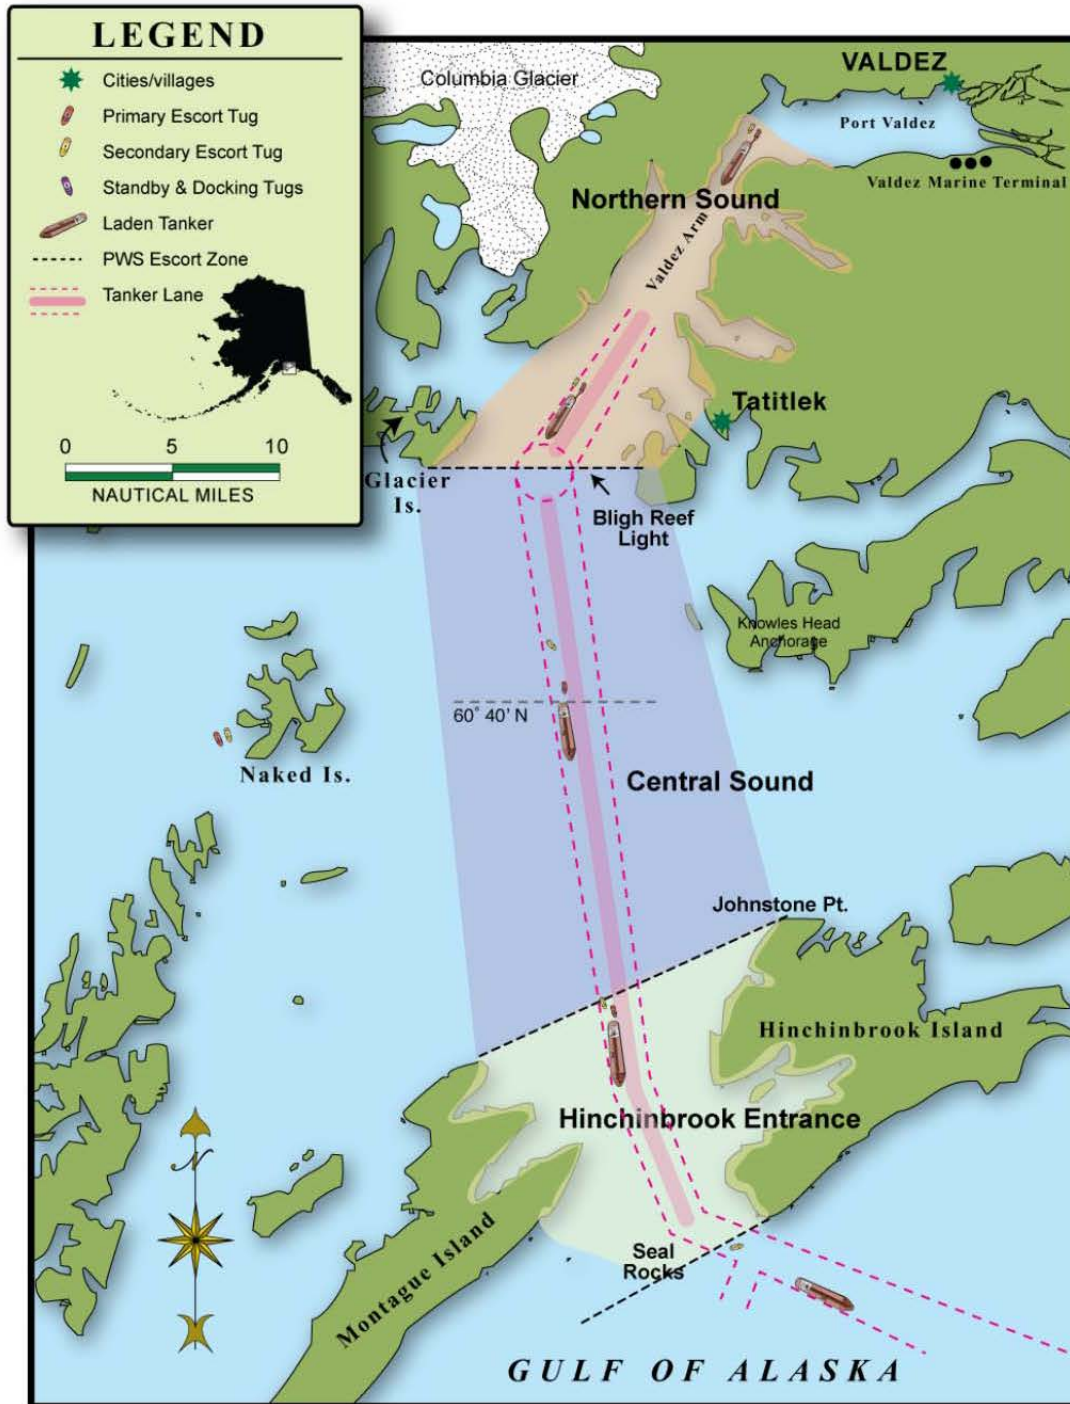 LEGEND
Cities/villages
Primary Escort Tug
Secondary Escort Tug
Standby & Docking Tugs
Laden Tanker
PWS Escort Zone
Tanker Lane
0 5 10
NAUTICAL MILES
Columbia Glacier
VALDEZ
Port Valdez
Valdez Marine Terminal
Northern Sound
Valdez Arm
Tatitlek
Glacier
Is.
Bligh Reef
Light
Knowles Head
Anchorage
60° 40' N
Naked Is.
Central Sound
Johnstone Pt.
Hinchinbrook Island
Hinchinbrook Entrance
N
Montague Island
Seal
Rocks
GULF OF ALASKA